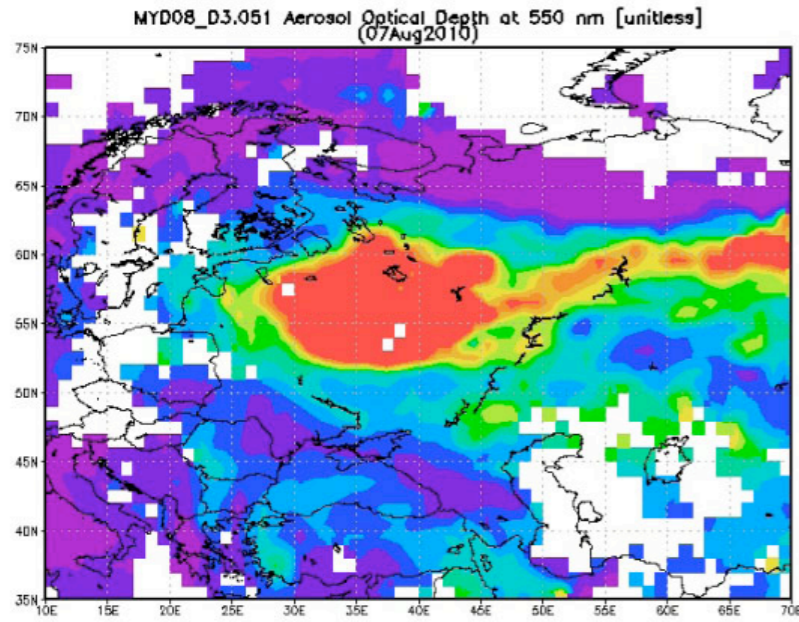 MYD08_D3.051 Aerosol Optical Depth at 550 nm [unitless]
(07Aug2010)
75N
70N
65N
60N
55N
50N
45N
40N
35N
10E 15E 20E 25E 30E 35E 40E 45E 50E 55E 60E 65E 70E